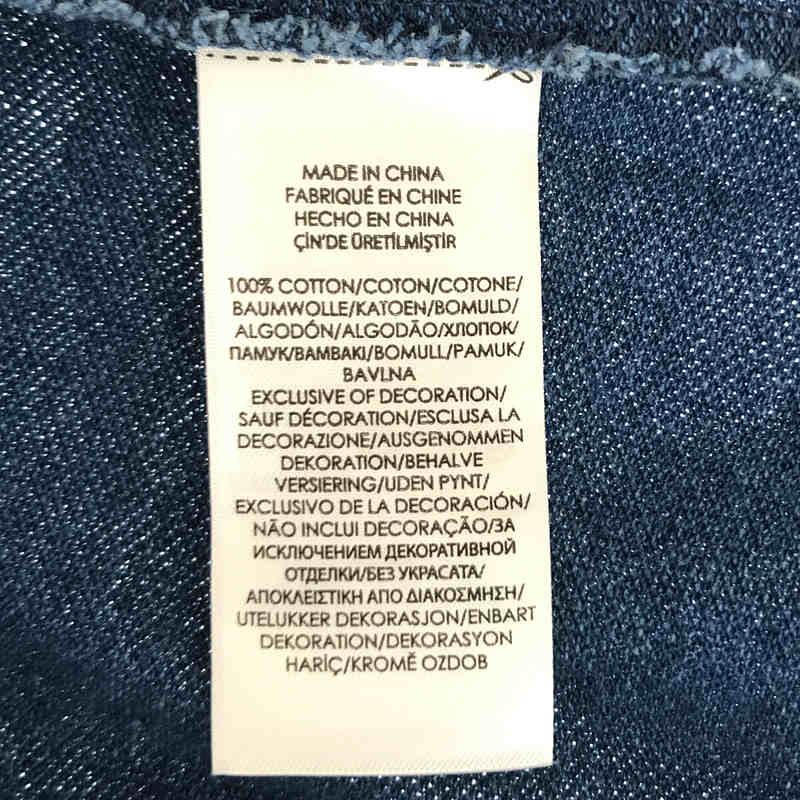 MADE IN CHINA
FABRIQUÉ EN CHINE
HECHO EN CHINA
ÇİN'DE ÜRETİLMİŞTİR
100% COTTON/COTON/COTONE/
BAUMWOLLE/KATOEN/BOMULD/
ALGODÓN/ALGODÃO/ХЛОПОК/
ПАМУК/ΒΑΜΒΑΚΙ/BOMULL/PAMUK/
BAVLNA
EXCLUSIVE OF DECORATION/
SAUF DÉCORATION/ESCLUSA LA
DECORAZIONE/AUSGENOMMEN
DEKORATION/BEHALVE
VERSIERING/UDEN PYNT/
EXCLUSIVO DE LA DECORACIÓN/
NÃO INCLUI DECORAÇÃO/ЗА
ИСКЛЮЧЕНИЕМ ДЕКОРАТИВНОЙ
ОТДЕЛКИ/БЕЗ УКРАСАТА/
ΑΠΟΚΛΕΙΣΤΙΚΗ ΑΠΟ ΔΙΑΚΟΣΜΗΣΗ/
UTELUKKER DEKORASJON/ENBART
DEKORATION/DEKORASYON
HARİÇ/KROMĚ OZDOB